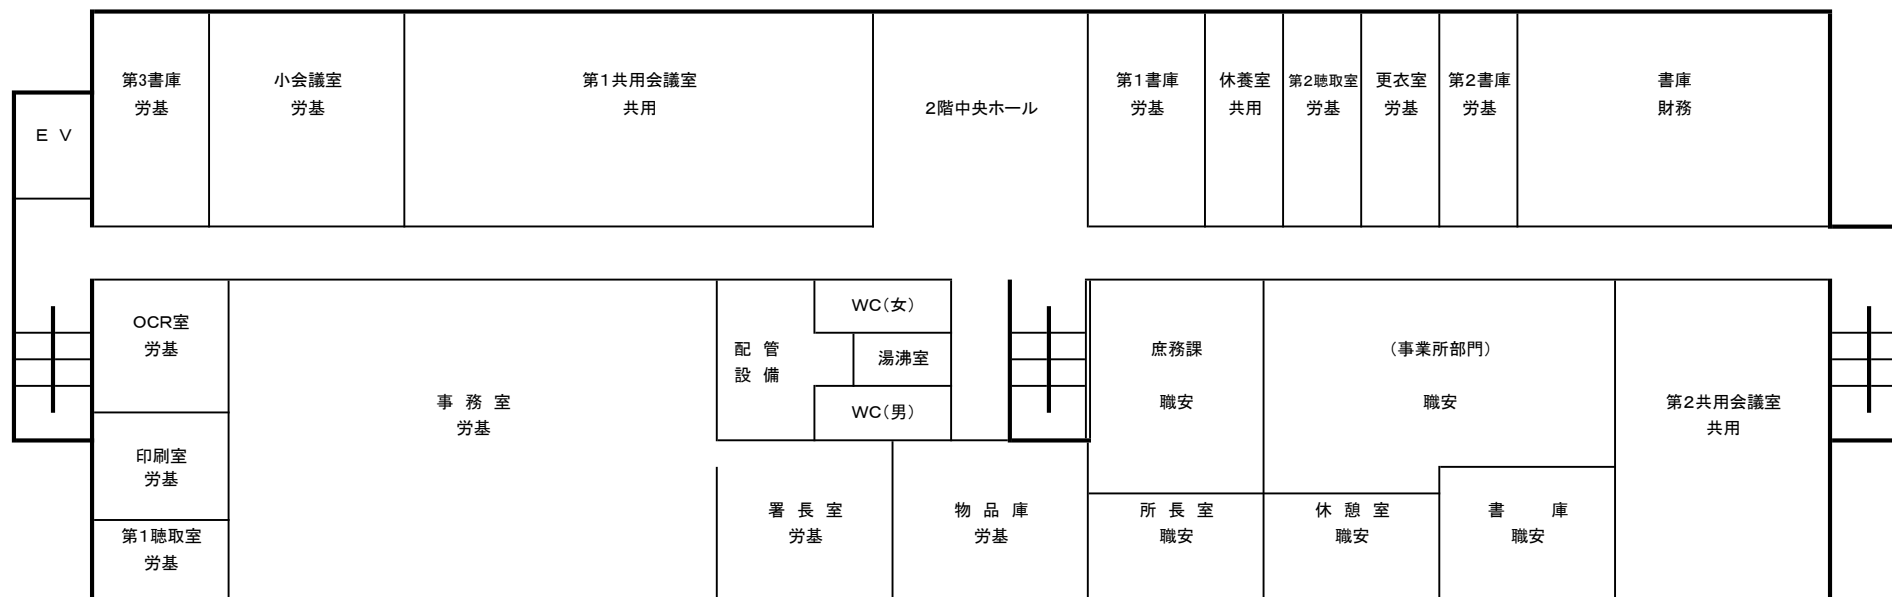 第3書庫
労基
小会議室
労基
第1共用会議室
共用
2階中央ホール
第1書庫
労基
休養室
共用
第2聴取室
労基
更衣室
労基
第2書庫
労基
書庫
財務
E V
OCR室
労基
印刷室
労基
第1聴取室
労基
事 務 室
労基
配 管
設 備
WC(女)
湯沸室
WC(男)
署 長 室
労基
物 品 庫
労基
庶務課
職安
(事業所部門)
職安
所 長 室
職安
休 憩 室
職安
書 庫
職安
第2共用会議室
共用